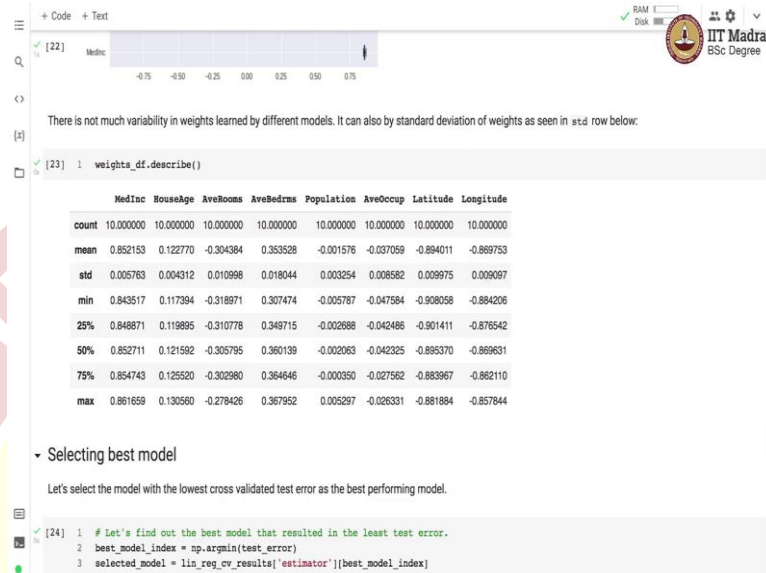 + Code + Text
RAM
Disk
IIT Madra
BSc Degree
[22]
MedInc
-0.75 -0.50 -0.25 0.00 0.25 0.50 0.75
There is not much variability in weights learned by different models. It can also by standard deviation of weights as seen in std row below:
[23] 1 weights_df.describe()
MedInc HouseAge AveRooms AveBedrms Population AveOccup Latitude Longitude
count 10.000000 10.000000 10.000000 10.000000 10.000000 10.000000 10.000000 10.000000
mean 0.852153 0.122770 -0.304384 0.353528 -0.001576 -0.037059 -0.894011 -0.869753
std 0.005763 0.004312 0.010998 0.018044 0.003254 0.008582 0.009975 0.009097
min 0.843517 0.117394 -0.318971 0.307474 -0.005787 -0.047584 -0.908058 -0.884206
25% 0.848871 0.119895 -0.310778 0.349715 -0.002688 -0.042486 -0.901411 -0.876542
50% 0.852711 0.121592 -0.305795 0.360139 -0.002063 -0.042325 -0.895370 -0.869631
75% 0.854743 0.125520 -0.302980 0.364646 -0.000350 -0.027562 -0.883967 -0.862110
max 0.861659 0.130560 -0.278426 0.367952 0.005297 -0.026331 -0.881884 -0.857844
Selecting best model
Let's select the model with the lowest cross validated test error as the best performing model.
[24] 1 # Let's find out the best model that resulted in the least test error.
2 best_model_index = np.argmin(test_error)
3 selected_model = lin_reg_cv_results['estimator'][best_model_index]